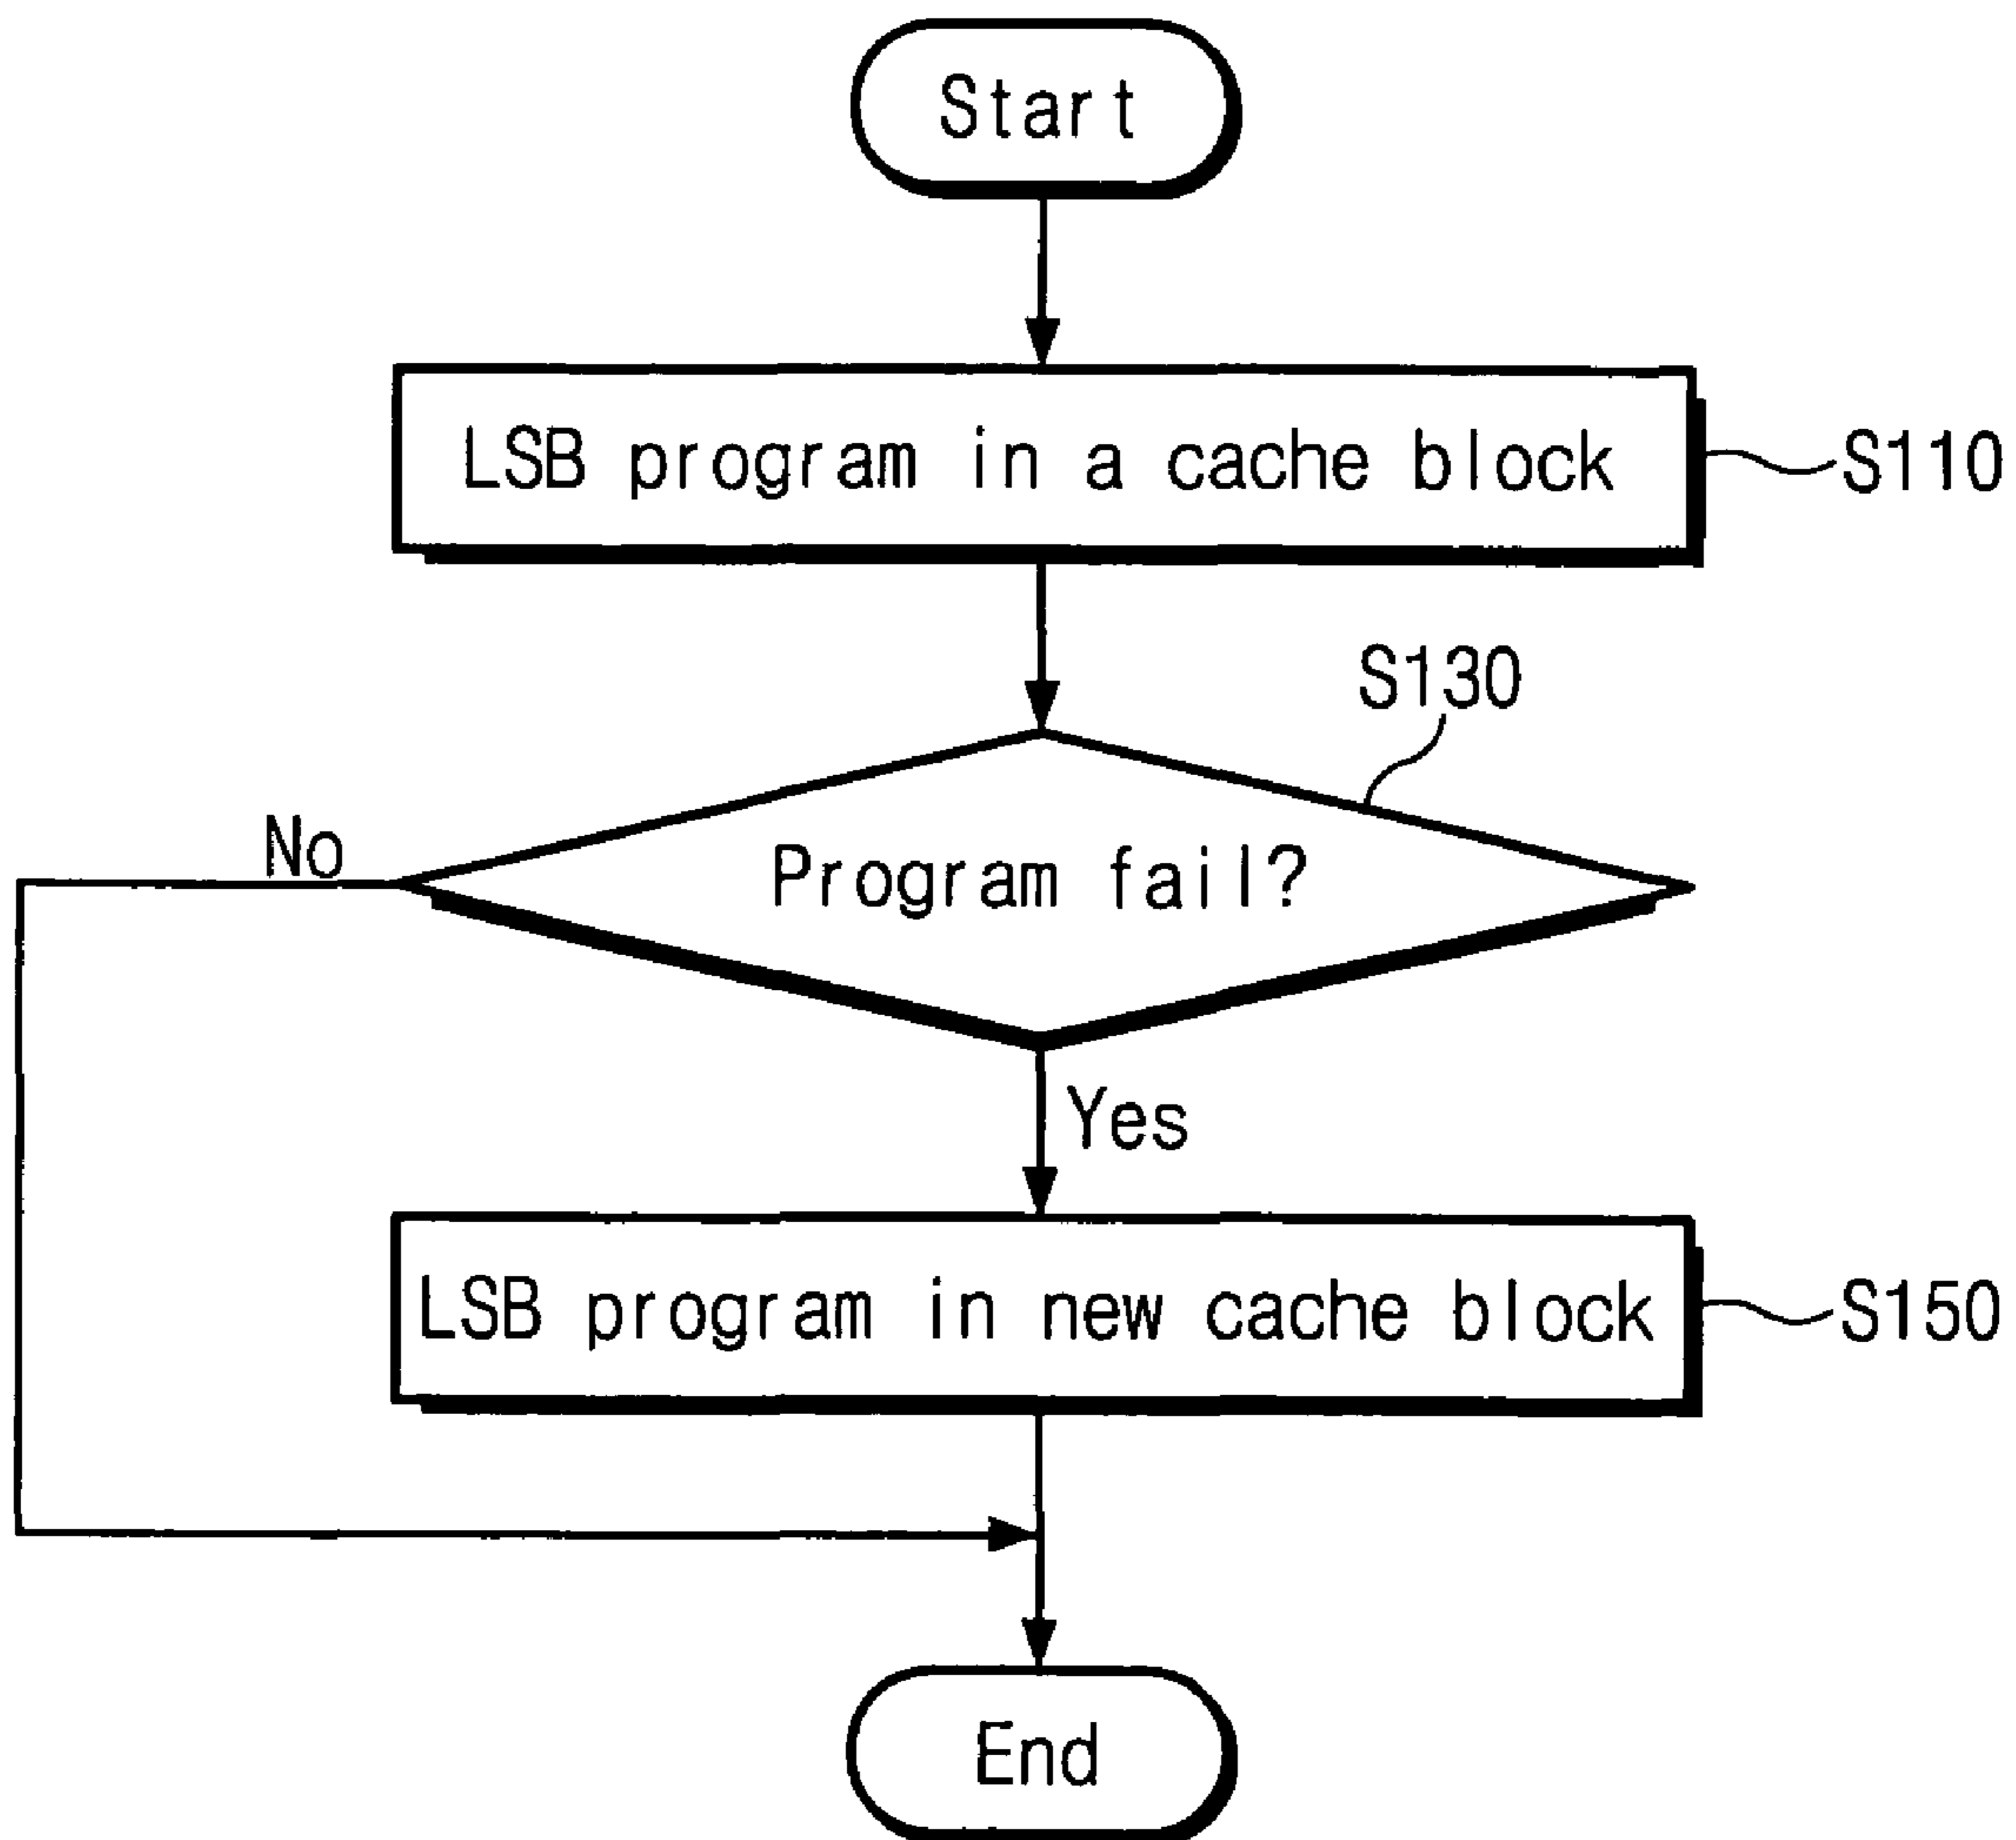 Start
LSB program in a cache block
S110
S130
No
Program fail?
Yes
LSB program in new cache block
S150
End